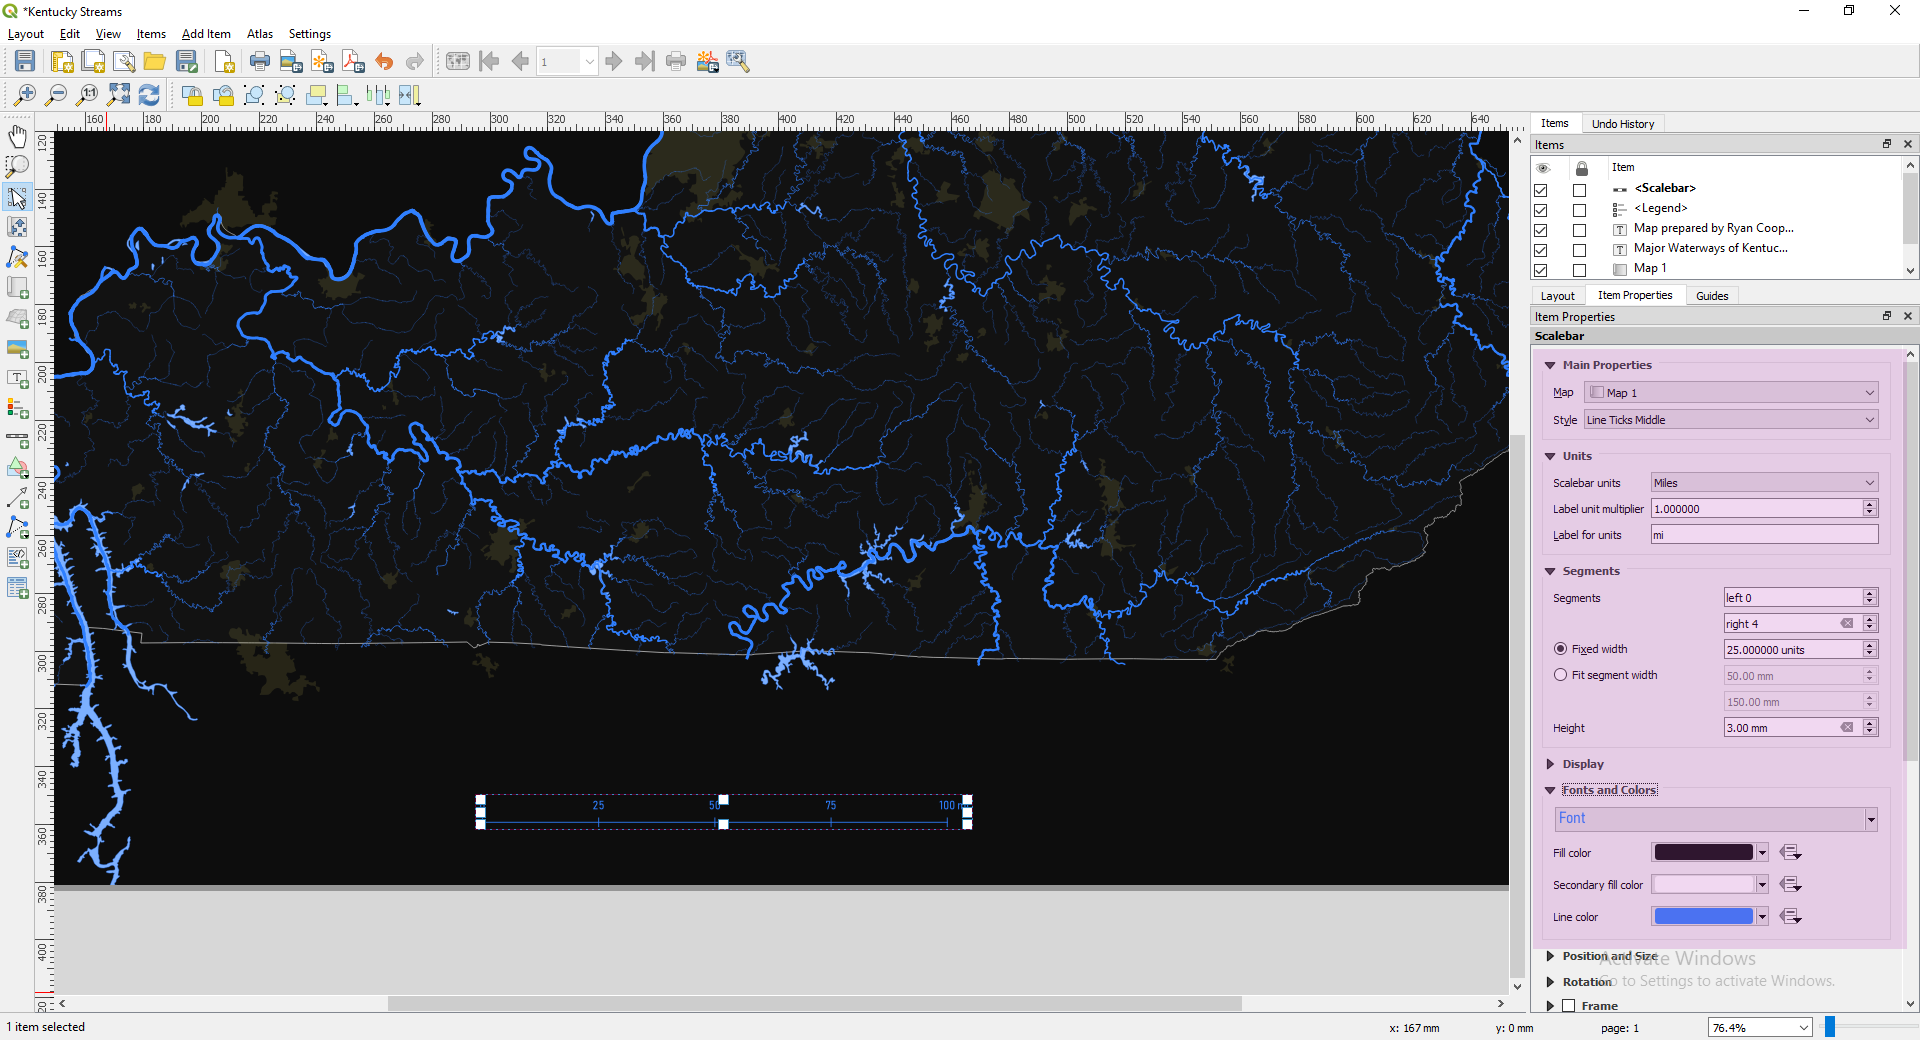 *Kentucky Streams
Layout Edit View Items Add Item Atlas Settings
1
160 180 200 220 240 260 280 300 320 340 360 380 400 420 440 460 480 500 520 540 560 580 600 620 640
120
140
160
180
200
220
240
260
280
300
320
340
360
380
400
20
25 50 75 100
Items Undo History
Items
Item
<Scalebar>
<Legend>
Map prepared by Ryan Coop...
Major Waterways of Kentuc...
Map 1
Layout Item Properties Guides
Item Properties
Scalebar
Main Properties
Map Map 1
Style Line Ticks Middle
Units
Scalebar units Miles
Label unit multiplier 1.000000
Label for units mi
Segments
Segments left 0
right 4
Fixed width 25.000000 units
Fit segment width 50.00 mm
150.00 mm
Height 3.00 mm
Display
Fonts and Colors
Font
Fill color
Secondary fill color
Line color
Position and Size
Activate Windows
Rotation
Go to Settings to activate Windows.
Frame
1 item selected x: 167 mm y: 0 mm page: 1 76.4%